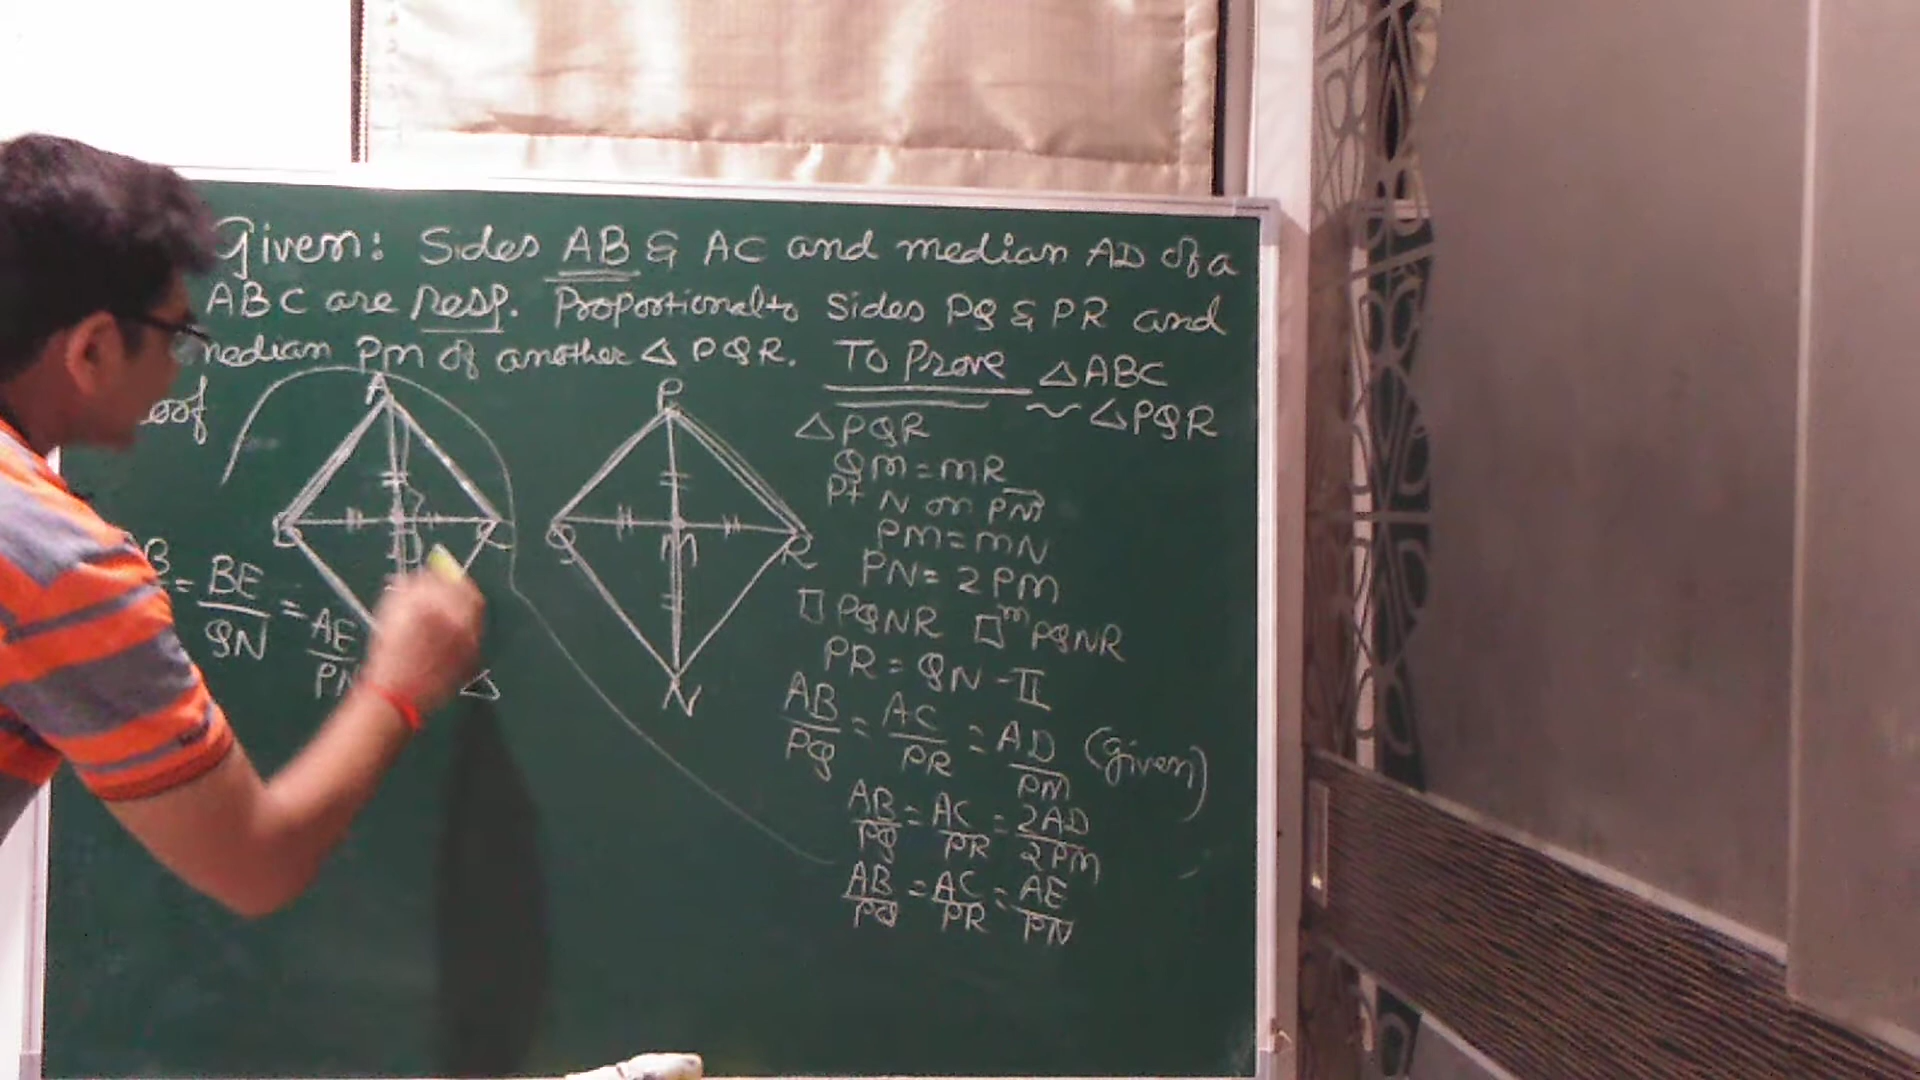 Given: Sides AB & AC and median AD of a
ABC are resp. Proportional to Sides PQ & PR and
median PM of another △ PQR. To Prove △ABC
~ △PQR
oof
A
D
P
Q
M
R
N
B/ = BE/QN = AE/PN
△
△PQR
QM = MR
Pt N on PM
PM = MN
PN = 2PM
□ PQNR □m PQNR
PR = QN - II
AB/PQ = AC/PR = AD/PM (Given)
AB/PQ = AC/PR = 2AD/2PM
AB/PQ = AC/PR = AE/PN